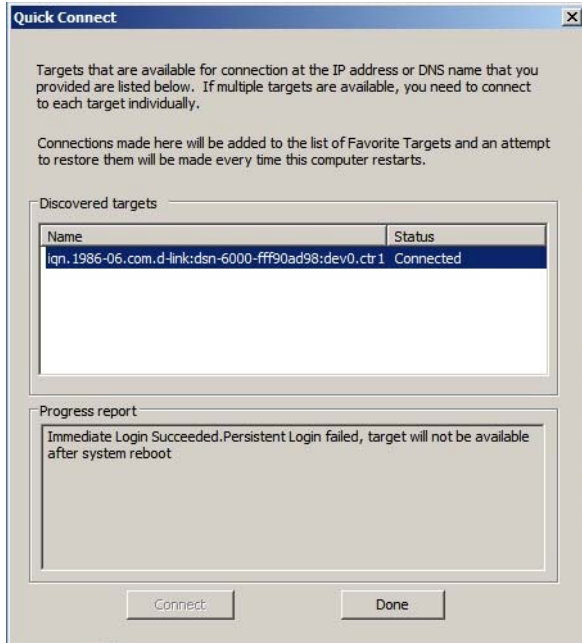 Quick Connect
Targets that are available for connection at the IP address or DNS name that you
provided are listed below.  If multiple targets are available, you need to connect
to each target individually.
Connections made here will be added to the list of Favorite Targets and an attempt
to restore them will be made every time this computer restarts.
Discovered targets
Name Status
iqn.1986-06.com.d-link:dsn-6000-fff90ad98:dev0.ctr1 Connected
Progress report
Immediate Login Succeeded.Persistent Login failed, target will not be available
after system reboot
Connect Done